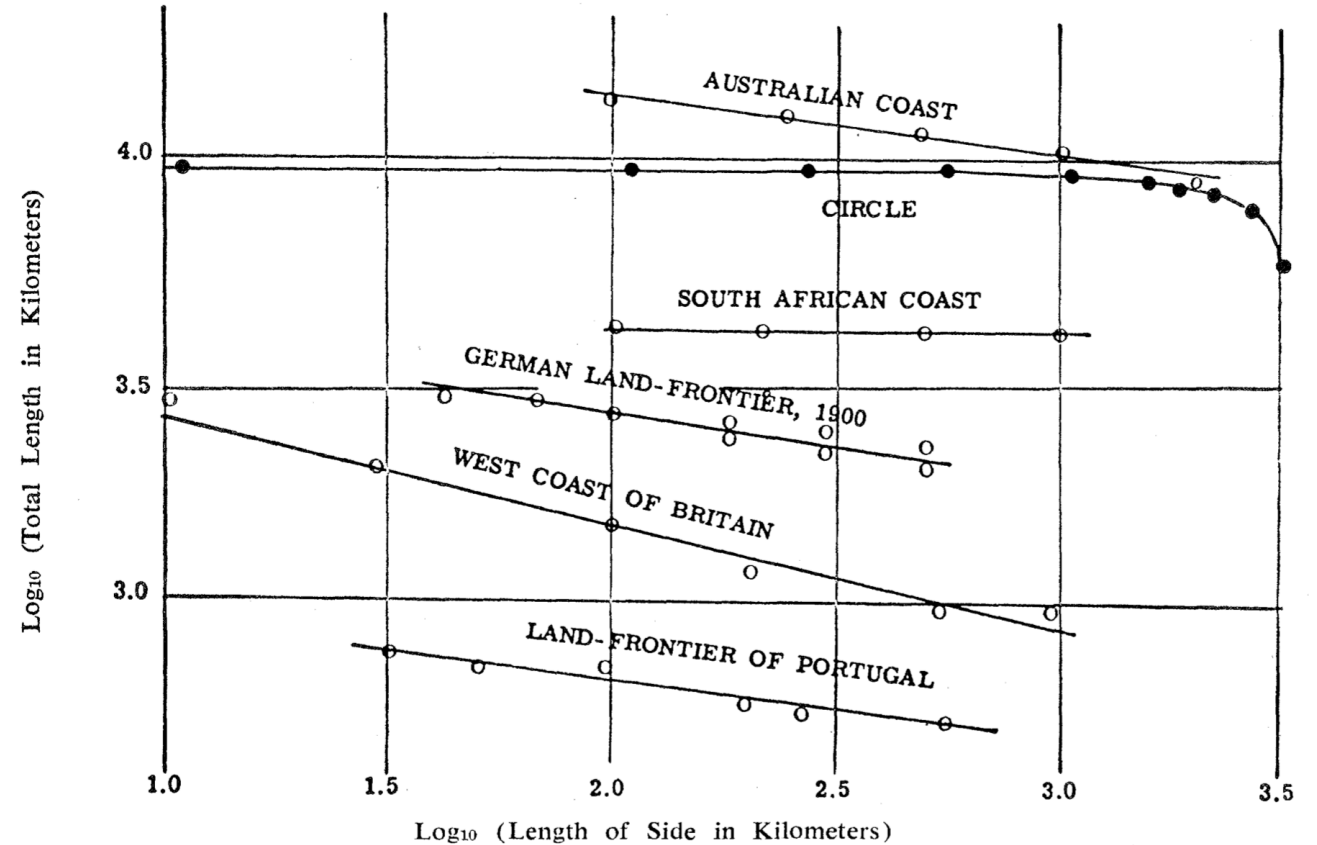 AUSTRALIAN COAST
4.0
CIRCLE
SOUTH AFRICAN COAST
GERMAN LAND-FRONTIER, 1900
3.5
WEST COAST OF BRITAIN
3.0
LAND-FRONTIER OF PORTUGAL
1.0 1.5 2.0 2.5 3.0 3.5
Log₁₀ (Length of Side in Kilometers)
Log₁₀ (Total Length in Kilometers)